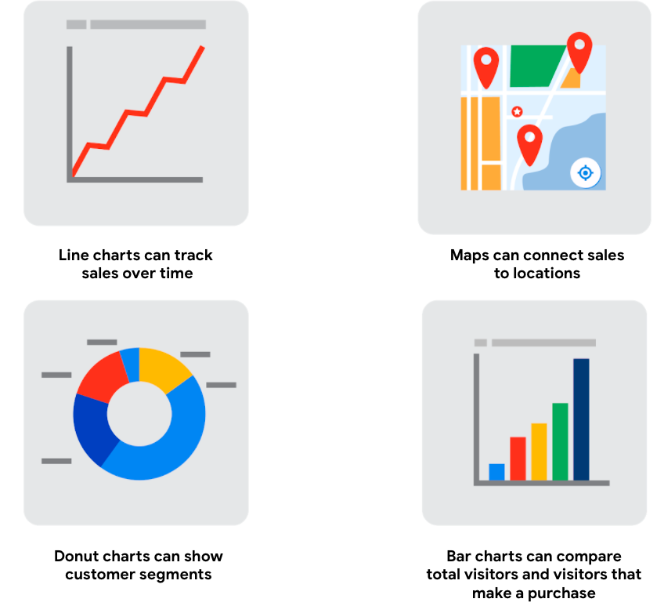 Line charts can track
sales over time
Maps can connect sales
to locations
Donut charts can show
customer segments
Bar charts can compare
total visitors and visitors that
make a purchase